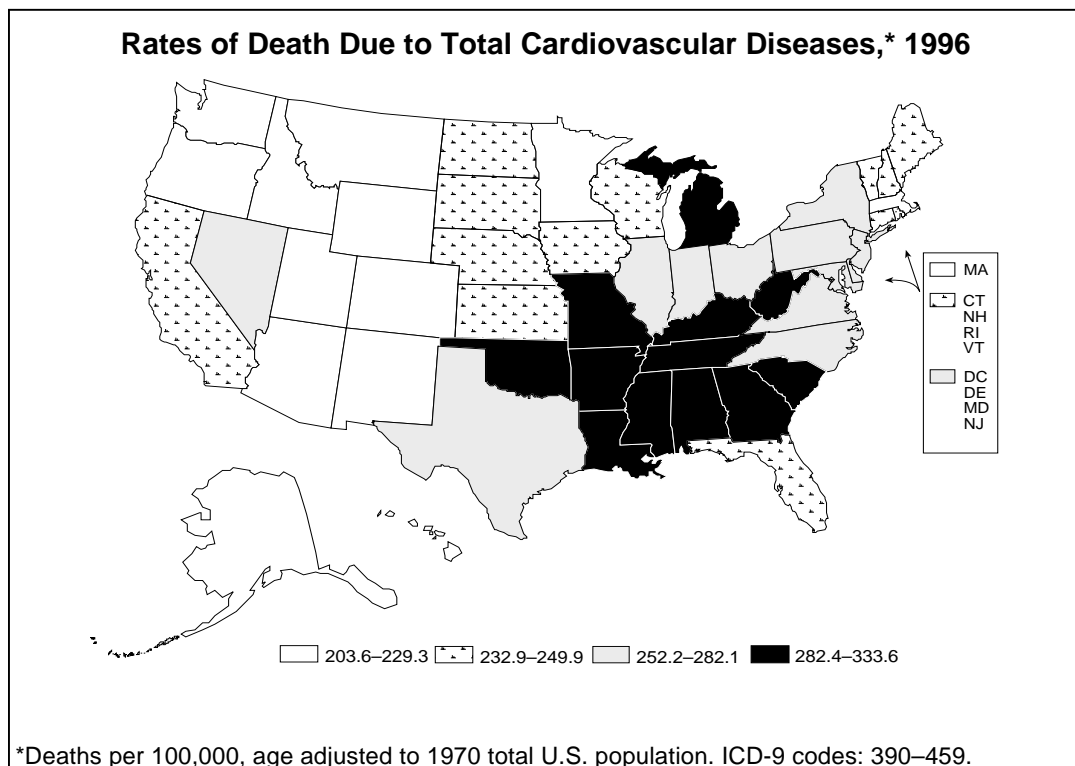 Rates of Death Due to Total Cardiovascular Diseases,* 1996
MA
CT
NH
RI
VT
DC
DE
MD
NJ
203.6–229.3 232.9–249.9 252.2–282.1 282.4–333.6
*Deaths per 100,000, age adjusted to 1970 total U.S. population. ICD-9 codes: 390–459.